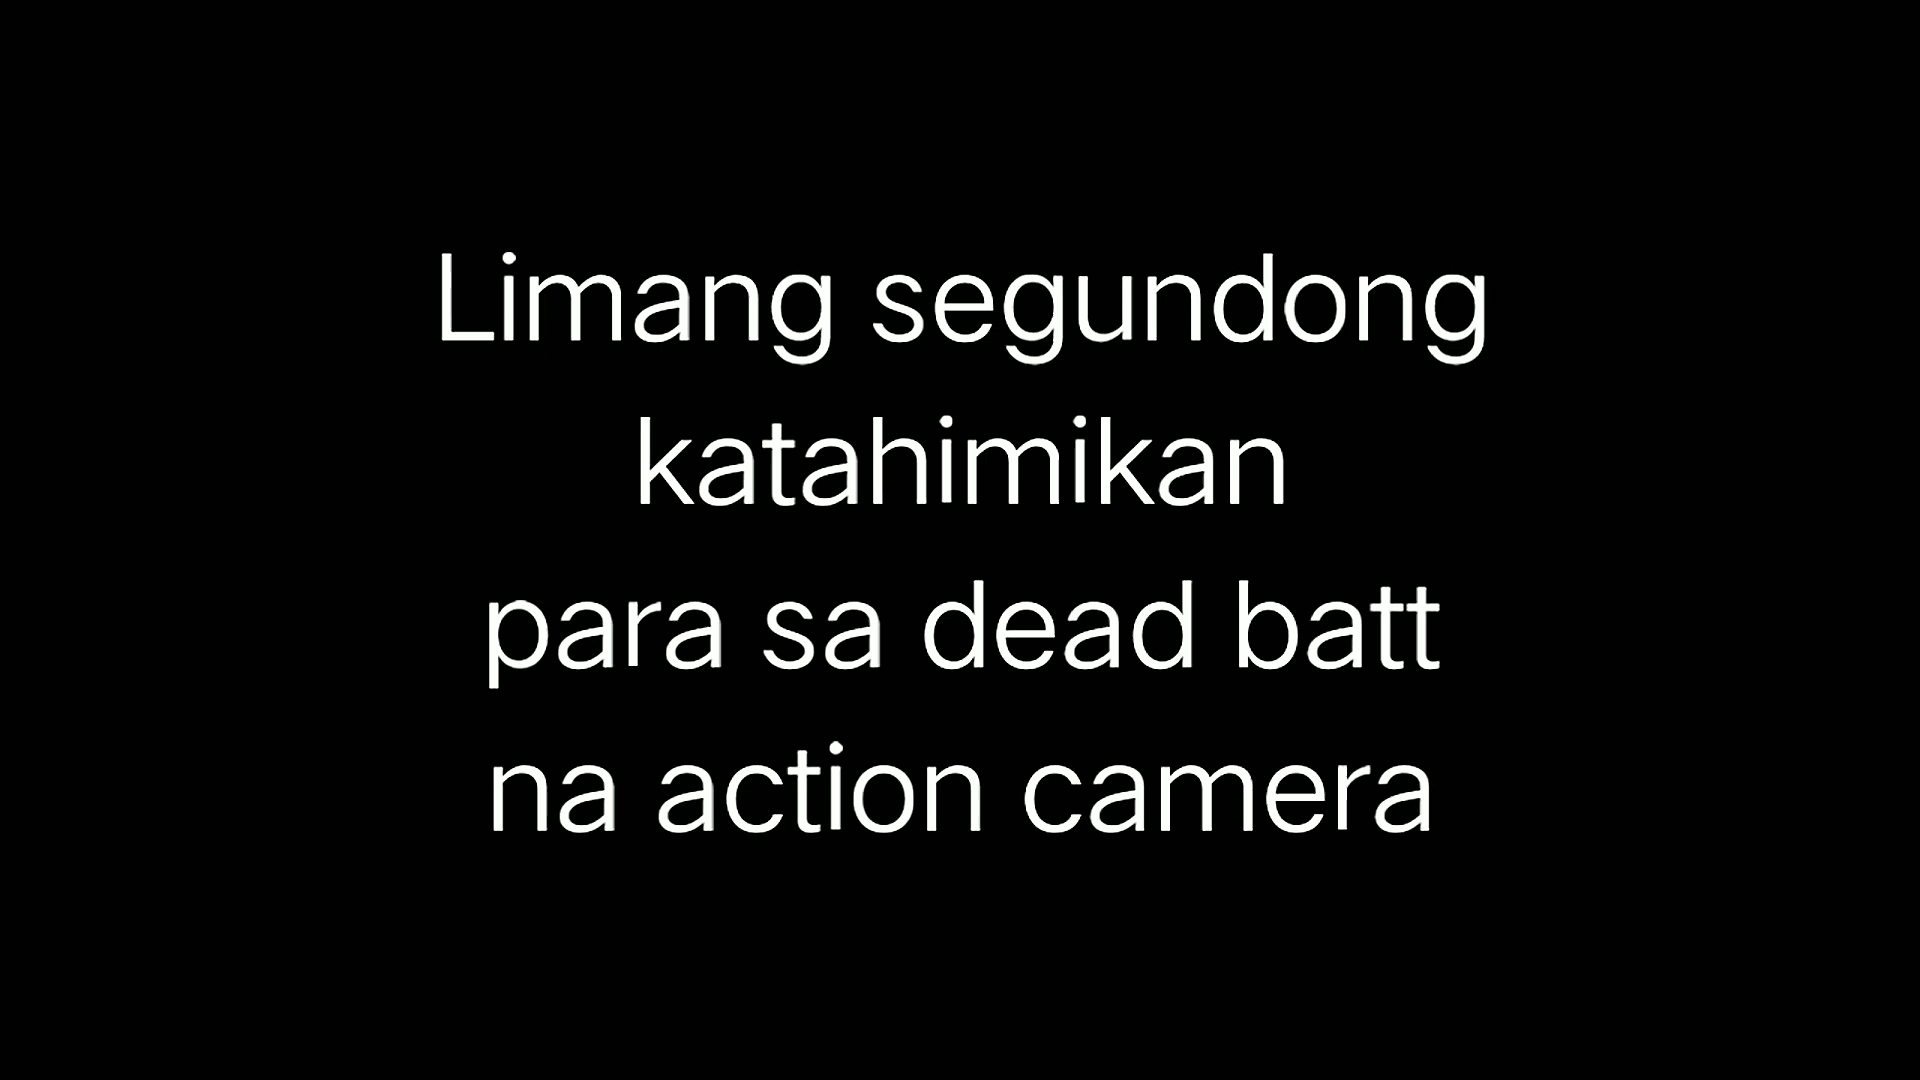 Limang segundong
katahimikan
para sa dead batt
na action camera